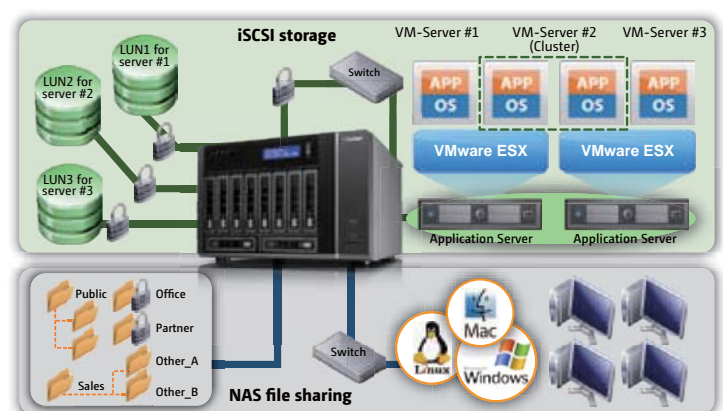 iSCSI storage
VM-Server #1
VM-Server #2
(Cluster)
VM-Server #3
LUN1 for
server #1
LUN2 for
server #2
LUN3 for
server #3
Switch
APP
OS
APP
OS
APP
OS
APP
OS
VMware ESX
VMware ESX
Application Server
Application Server
Public
Office
Partner
Other_A
Sales
Other_B
Switch
Linux
Mac
Windows
NAS file sharing